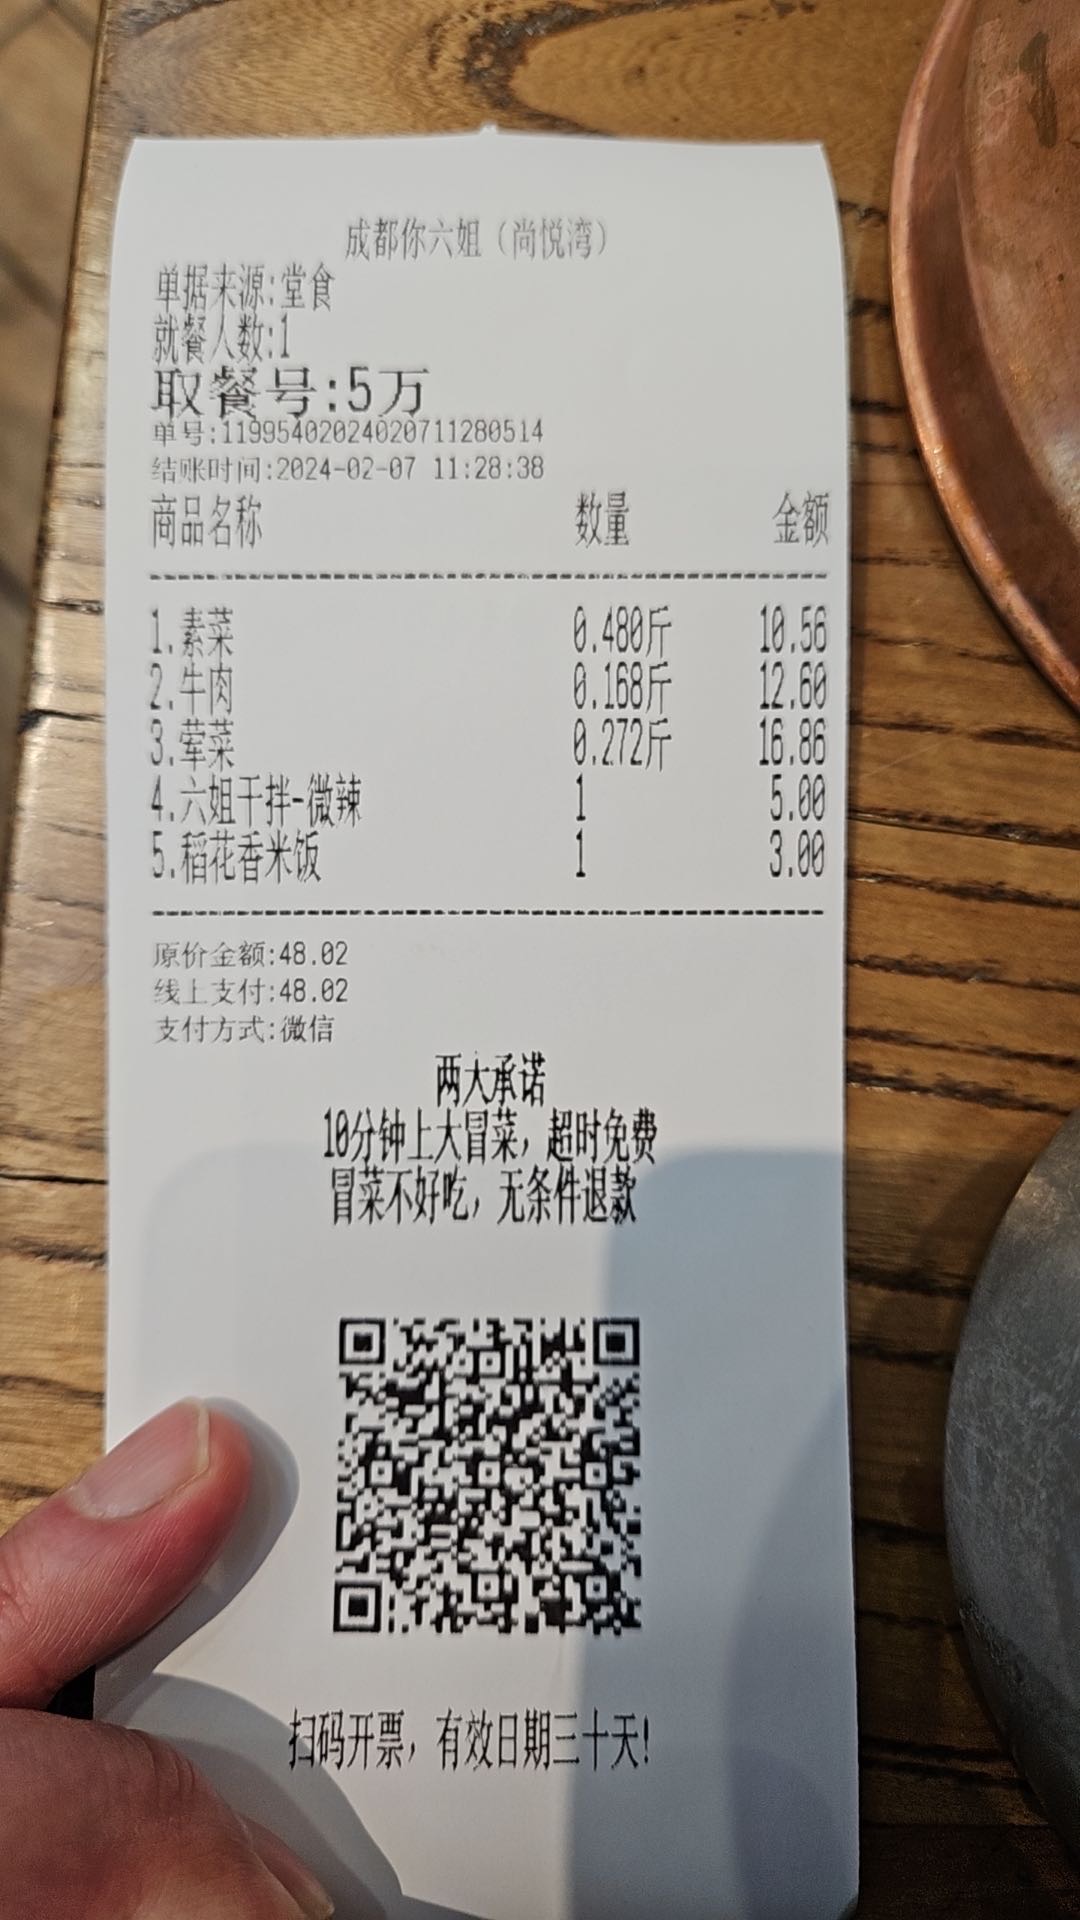 成都你六姐（尚悦湾）
单据来源:堂食
就餐人数:1
取餐号:5万
单号:11995402024020711280514
结账时间:2024-02-07 11:28:38
商品名称 数量 金额
1.素菜 0.480斤 10.56
2.牛肉 0.168斤 12.60
3.荤菜 0.272斤 16.86
4.六姐干拌-微辣 1 5.00
5.稻花香米饭 1 3.00
原价金额:48.02
线上支付:48.02
支付方式:微信
两大承诺
10分钟上大冒菜，超时免费
冒菜不好吃，无条件退款
扫码开票，有效日期三十天!